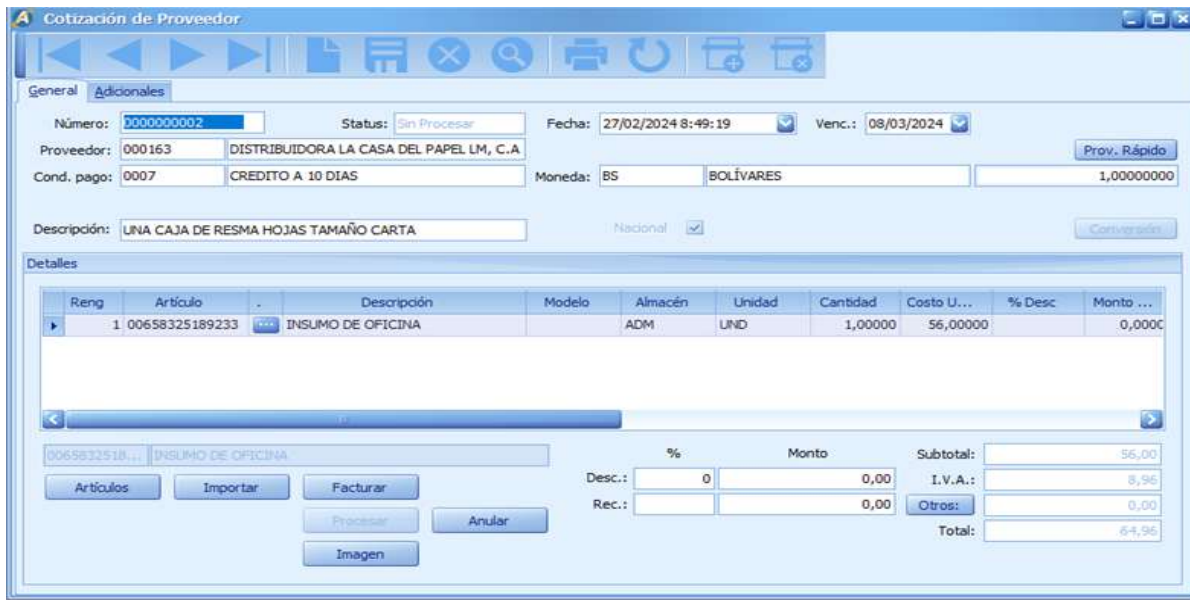 Cotización de Proveedor
General Adicionales
Número: 0000000002 Status: Sin Procesar Fecha: 27/02/2024 8:49:19 Venc.: 08/03/2024
Proveedor: 000163 DISTRIBUIDORA LA CASA DEL PAPEL LM, C.A Prov. Rápido
Cond. pago: 0007 CREDITO A 10 DIAS Moneda: BS BOLÍVARES 1,00000000
Descripción: UNA CAJA DE RESMA HOJAS TAMAÑO CARTA Nacional Conversión
Detalles
Reng Artículo . Descripción Modelo Almacén Unidad Cantidad Costo U... % Desc Monto ...
1 00658325189233 ... INSUMO DE OFICINA ADM UND 1,00000 56,00000 0,0000
0065832518... INSUMO DE OFICINA % Monto Subtotal: 56,00
Artículos Importar Facturar Desc.: 0 0,00 I.V.A.: 8,96
Procesar Anular Rec.: 0,00 Otros: 0,00
Imagen Total: 64,96